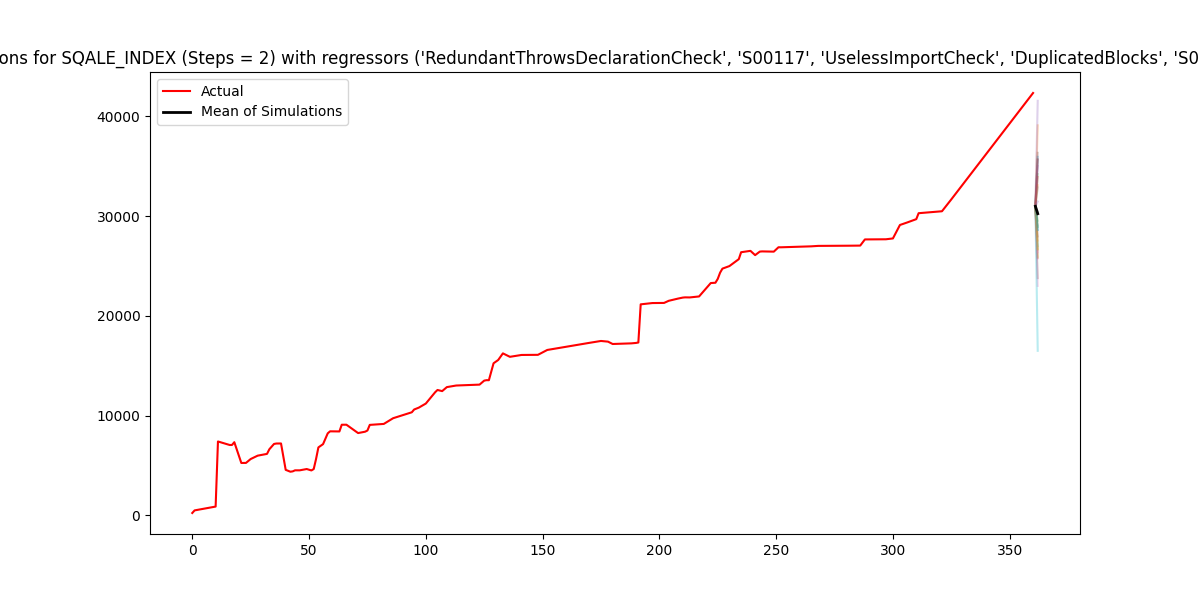 ons for SQALE_INDEX (Steps = 2) with regressors ('RedundantThrowsDeclarationCheck', 'S00117', 'UselessImportCheck', 'DuplicatedBlocks', 'S0
Actual
Mean of Simulations
40000
30000
20000
10000
0
0 50 100 150 200 250 300 350